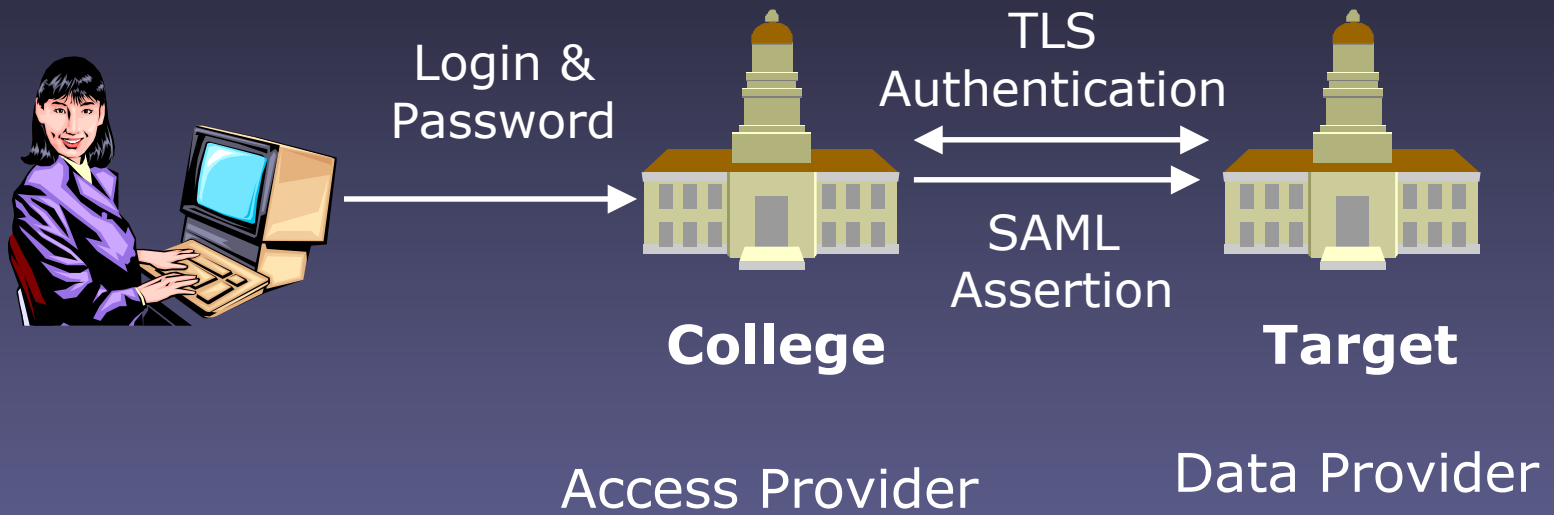 Login &
Password
TLS
Authentication
SAML
Assertion
College
Target
Access Provider
Data Provider